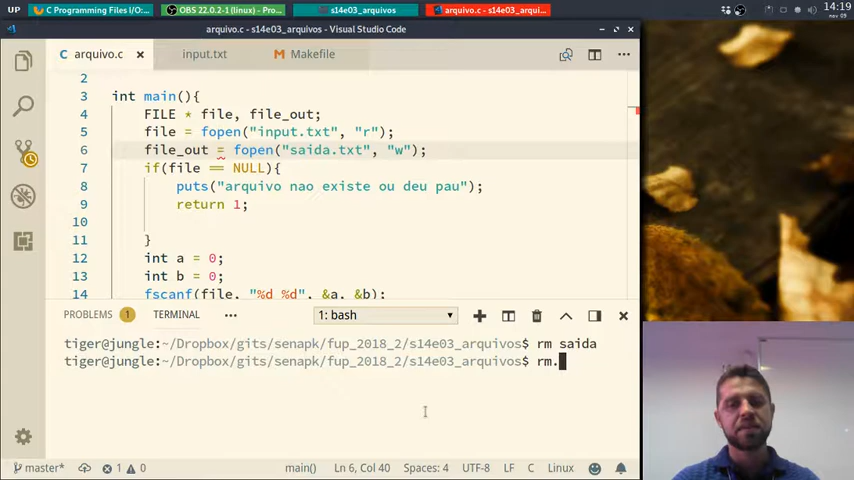 UP
C Programming Files I/O:...
OBS 22.0.2-1 (linux) - Pro...
s14e03_arquivos
arquivo.c - s14e03_arqui...
14:19
nov 09
arquivo.c - s14e03_arquivos - Visual Studio Code
C arquivo.c ×
input.txt
M Makefile
2
3 int main(){
4 FILE * file, file_out;
5 file = fopen("input.txt", "r");
6 file_out = fopen("saida.txt", "w");
7 if(file == NULL){
8 puts("arquivo nao existe ou deu pau");
9 return 1;
10
11 }
12 int a = 0;
13 int b = 0;
14 fscanf(file, "%d %d", &a, &b);
PROBLEMS 1 TERMINAL ... 1: bash
tiger@jungle:~/Dropbox/gits/senapk/fup_2018_2/s14e03_arquivos$ rm saida
tiger@jungle:~/Dropbox/gits/senapk/fup_2018_2/s14e03_arquivos$ rm.
master* 1 0 main() Ln 6, Col 40 Spaces: 4 UTF-8 LF C Linux